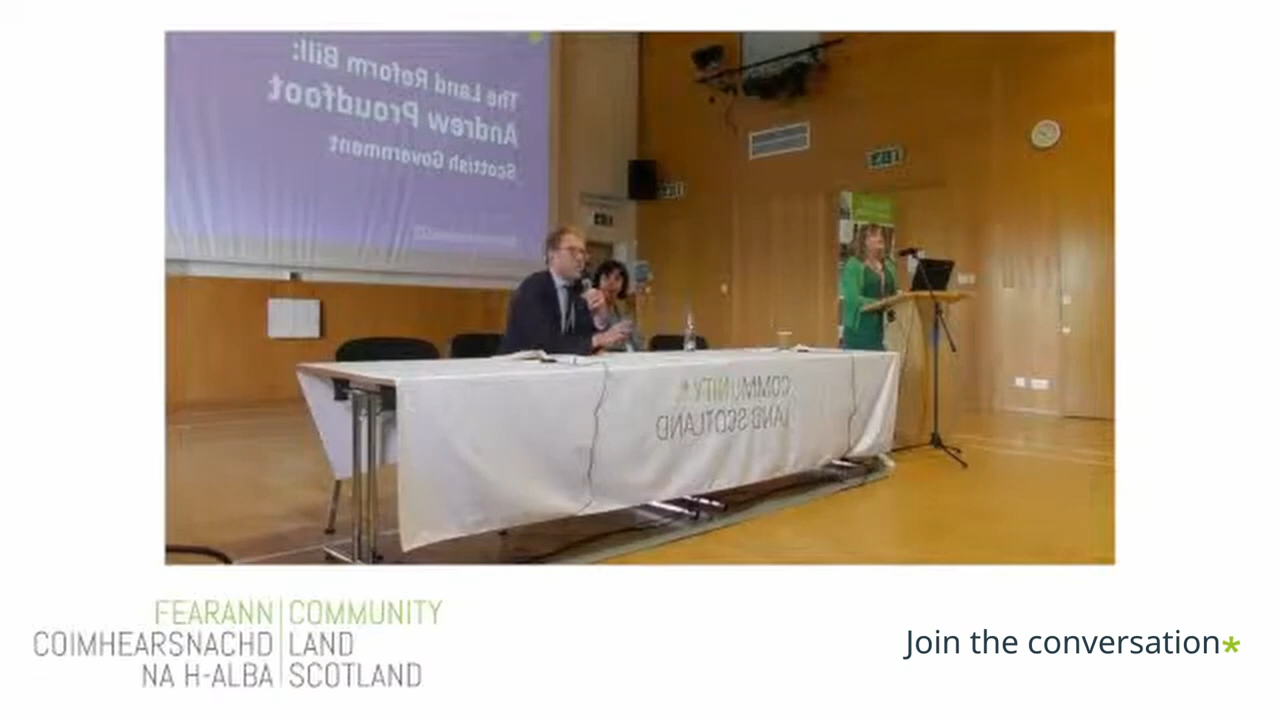 The Land Reform Bill:
Andrew Proudfoot
Scottish Government
COMMUNITY
LAND SCOTLAND
FEARANN COMMUNITY
COIMHEARSNACHD LAND
NA H-ALBA SCOTLAND
Join the conversation*